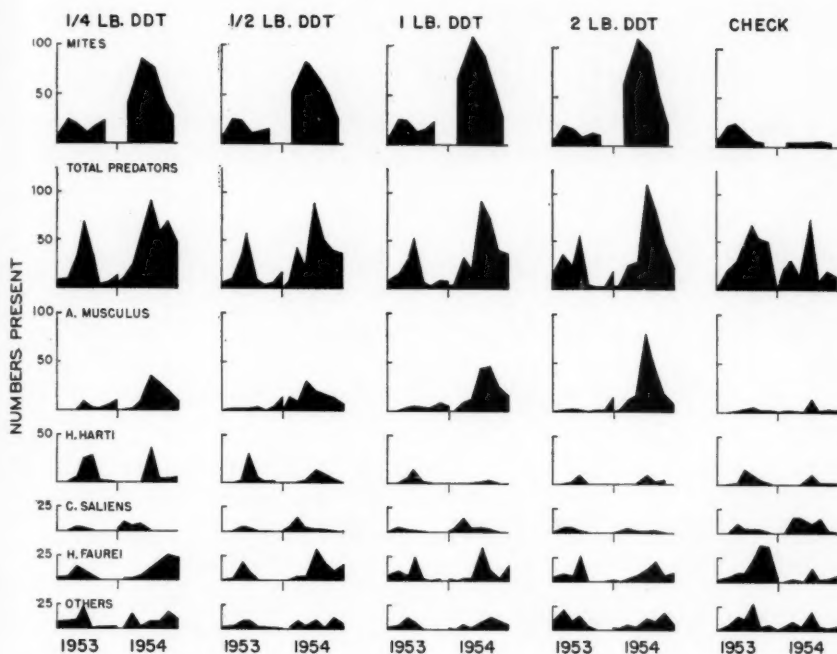 1/4 LB. DDT 1/2 LB. DDT 1 LB. DDT 2 LB. DDT CHECK
100 MITES
50
TOTAL PREDATORS
100
50
A. MUSCULUS
100
50
H. HARTI
50
C. SALIENS
25
H. FAUREI
25
OTHERS
25
1953 1954 1953 1954 1953 1954 1953 1954 1953 1954
NUMBERS PRESENT